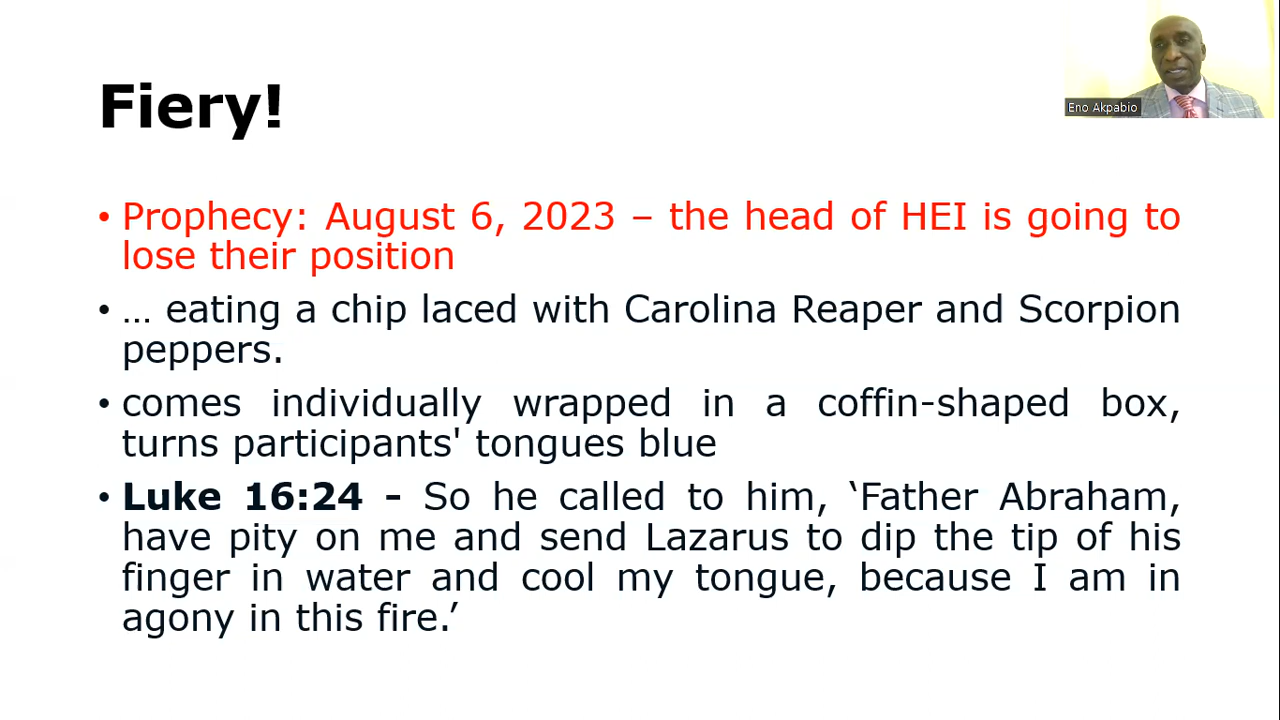 Fiery!
Eno Akpabio
• Prophecy: August 6, 2023 – the head of HEI is going to
lose their position
• … eating a chip laced with Carolina Reaper and Scorpion
peppers.
• comes individually wrapped in a coffin-shaped box,
turns participants' tongues blue
• Luke 16:24 - So he called to him, ‘Father Abraham,
have pity on me and send Lazarus to dip the tip of his
finger in water and cool my tongue, because I am in
agony in this fire.’